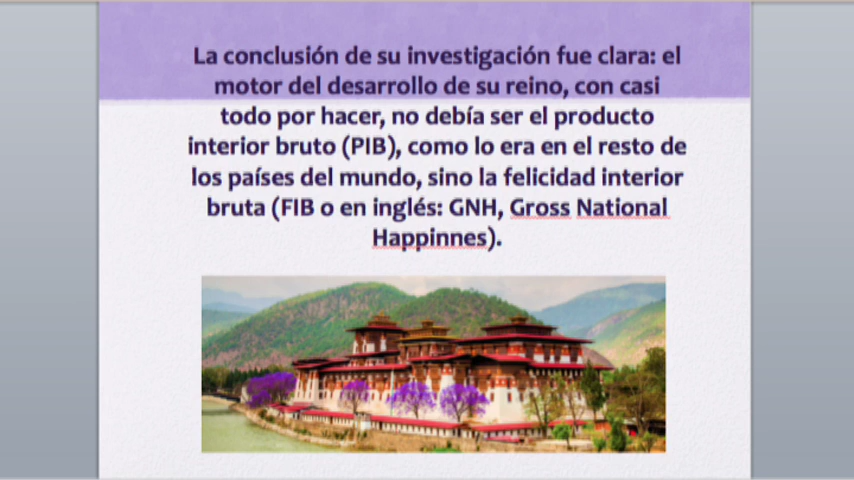 La conclusión de su investigación fue clara: el
motor del desarrollo de su reino, con casi
todo por hacer, no debía ser el producto
interior bruto (PIB), como lo era en el resto de
los países del mundo, sino la felicidad interior
bruta (FIB o en inglés: GNH, Gross National
Happinnes).